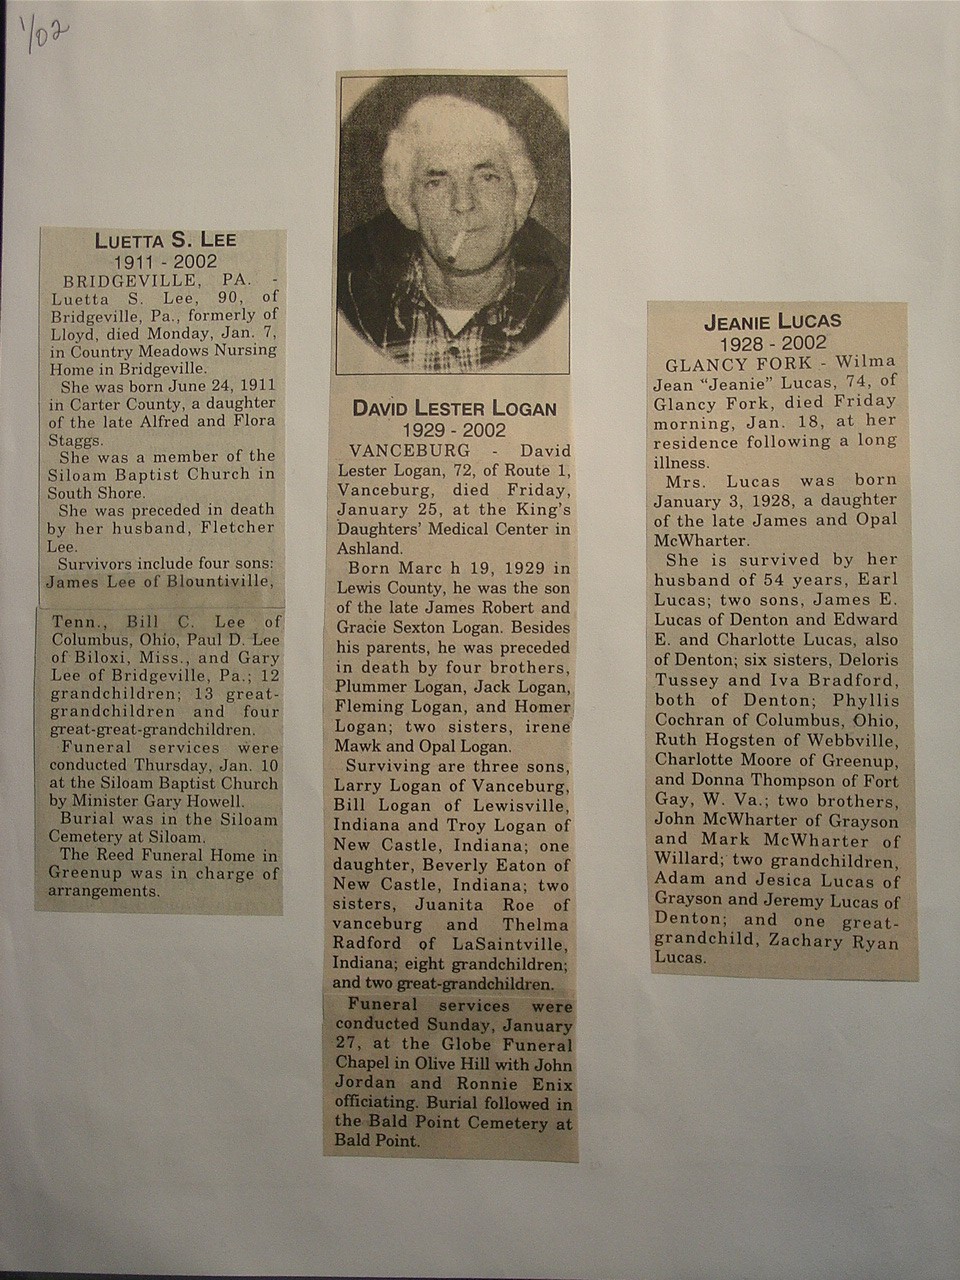 1/02
LUETTA S. LEE
1911 - 2002
BRIDGEVILLE, PA. -
Luetta S. Lee, 90, of
Bridgeville, Pa., formerly of
Lloyd, died Monday, Jan. 7,
in Country Meadows Nursing
Home in Bridgeville.
She was born June 24, 1911
in Carter County, a daughter
of the late Alfred and Flora
Staggs.
She was a member of the
Siloam Baptist Church in
South Shore.
She was preceded in death
by her husband, Fletcher
Lee.
Survivors include four sons:
James Lee of Blountiville,
Tenn., Bill C. Lee of
Columbus, Ohio, Paul D. Lee
of Biloxi, Miss., and Gary
Lee of Bridgeville, Pa.; 12
grandchildren; 13 great-
grandchildren and four
great-great-grandchildren.
Funeral services were
conducted Thursday, Jan. 10
at the Siloam Baptist Church
by Minister Gary Howell.
Burial was in the Siloam
Cemetery at Siloam.
The Reed Funeral Home in
Greenup was in charge of
arrangements.
DAVID LESTER LOGAN
1929 - 2002
VANCEBURG - David
Lester Logan, 72, of Route 1,
Vanceburg, died Friday,
January 25, at the King's
Daughters' Medical Center in
Ashland.
Born Marc h 19, 1929 in
Lewis County, he was the son
of the late James Robert and
Gracie Sexton Logan. Besides
his parents, he was preceded
in death by four brothers,
Plummer Logan, Jack Logan,
Fleming Logan, and Homer
Logan; two sisters, irene
Mawk and Opal Logan.
Surviving are three sons,
Larry Logan of Vanceburg,
Bill Logan of Lewisville,
Indiana and Troy Logan of
New Castle, Indiana; one
daughter, Beverly Eaton of
New Castle, Indiana; two
sisters, Juanita Roe of
vanceburg and Thelma
Radford of LaSaintville,
Indiana; eight grandchildren;
and two great-grandchildren.
Funeral services were
conducted Sunday, January
27, at the Globe Funeral
Chapel in Olive Hill with John
Jordan and Ronnie Enix
officiating. Burial followed in
the Bald Point Cemetery at
Bald Point.
JEANIE LUCAS
1928 - 2002
GLANCY FORK - Wilma
Jean “Jeanie” Lucas, 74, of
Glancy Fork, died Friday
morning, Jan. 18, at her
residence following a long
illness.
Mrs. Lucas was born
January 3, 1928, a daughter
of the late James and Opal
McWharter.
She is survived by her
husband of 54 years, Earl
Lucas; two sons, James E.
Lucas of Denton and Edward
E. and Charlotte Lucas, also
of Denton; six sisters, Deloris
Tussey and Iva Bradford,
both of Denton; Phyllis
Cochran of Columbus, Ohio,
Ruth Hogsten of Webbville,
Charlotte Moore of Greenup,
and Donna Thompson of Fort
Gay, W. Va.; two brothers,
John McWharter of Grayson
and Mark McWharter of
Willard; two grandchildren,
Adam and Jesica Lucas of
Grayson and Jeremy Lucas of
Denton; and one great-
grandchild, Zachary Ryan
Lucas.